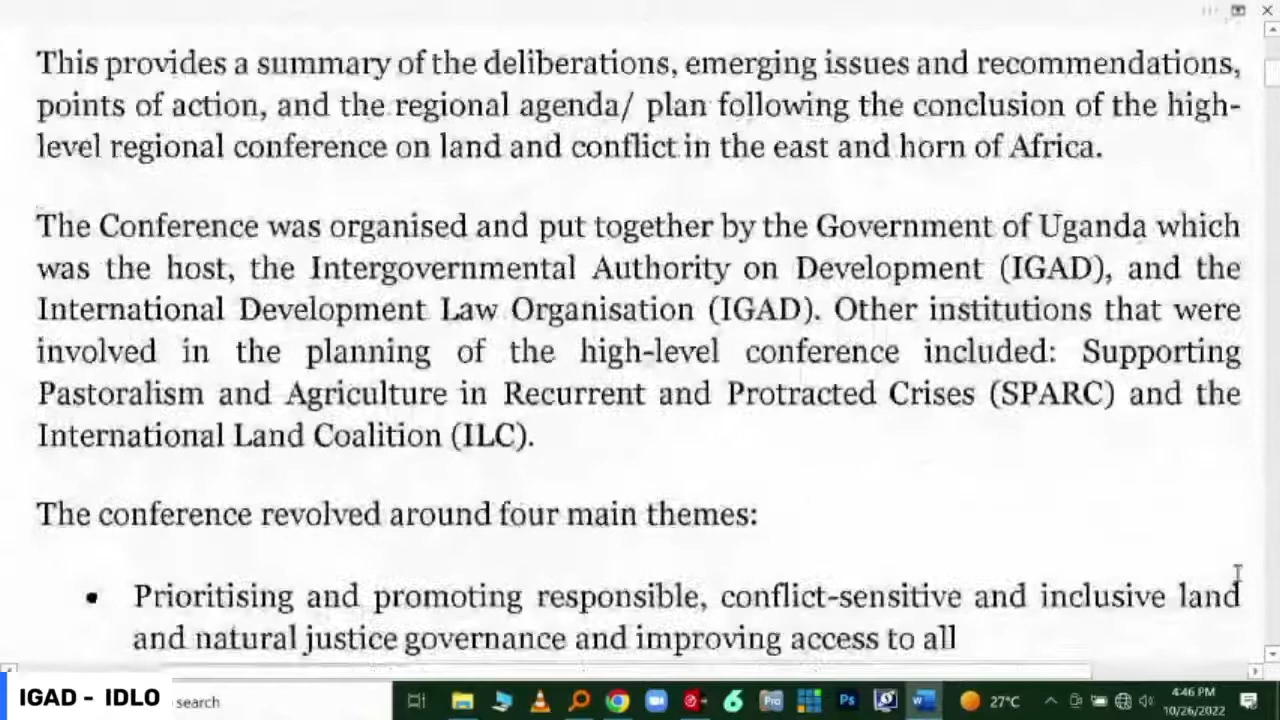 This provides a summary of the deliberations, emerging issues and recommendations,
points of action, and the regional agenda/ plan following the conclusion of the high-
level regional conference on land and conflict in the east and horn of Africa.
The Conference was organised and put together by the Government of Uganda which
was the host, the Intergovernmental Authority on Development (IGAD), and the
International Development Law Organisation (IGAD). Other institutions that were
involved in the planning of the high-level conference included: Supporting
Pastoralism and Agriculture in Recurrent and Protracted Crises (SPARC) and the
International Land Coalition (ILC).
The conference revolved around four main themes:
• Prioritising and promoting responsible, conflict-sensitive and inclusive land
and natural justice governance and improving access to all
IGAD - IDLO
search
6
Pro
Ps
27°C
4:46 PM
10/26/2022